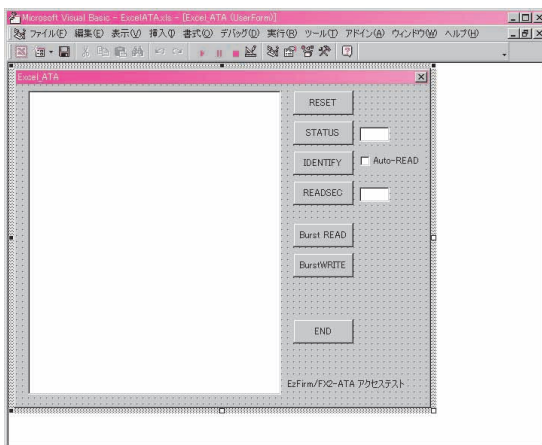 Microsoft Visual Basic - ExcelATA.xls - [Excel_ATA (UserForm)]
ファイル(F) 編集(E) 表示(V) 挿入(I) 書式(O) デバッグ(D) 実行(R) ツール(T) アドイン(A) ウィンドウ(W) ヘルプ(H)
Excel_ATA
RESET
STATUS
IDENTIFY
Auto-READ
READSEC
Burst READ
BurstWRITE
END
EzFirm/FX2-ATA アクセステスト